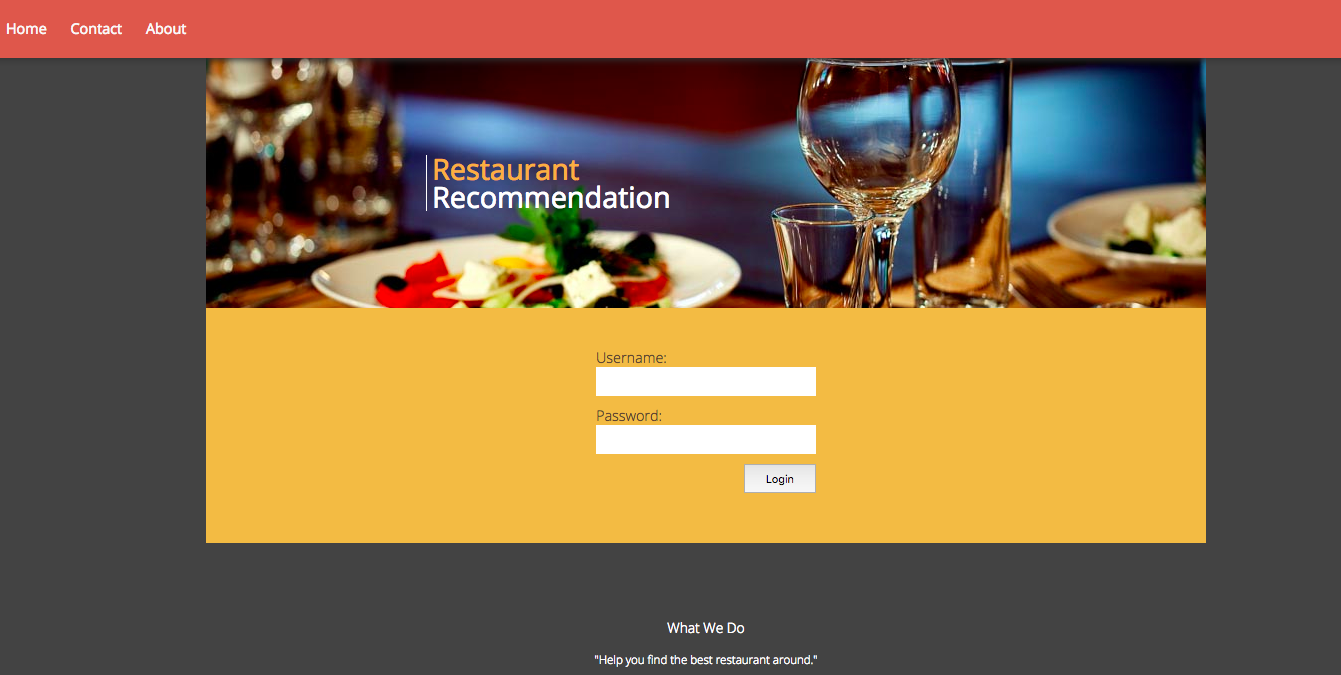 Home Contact About
Restaurant
Recommendation
Username:
Password:
Login
What We Do
"Help you find the best restaurant around."